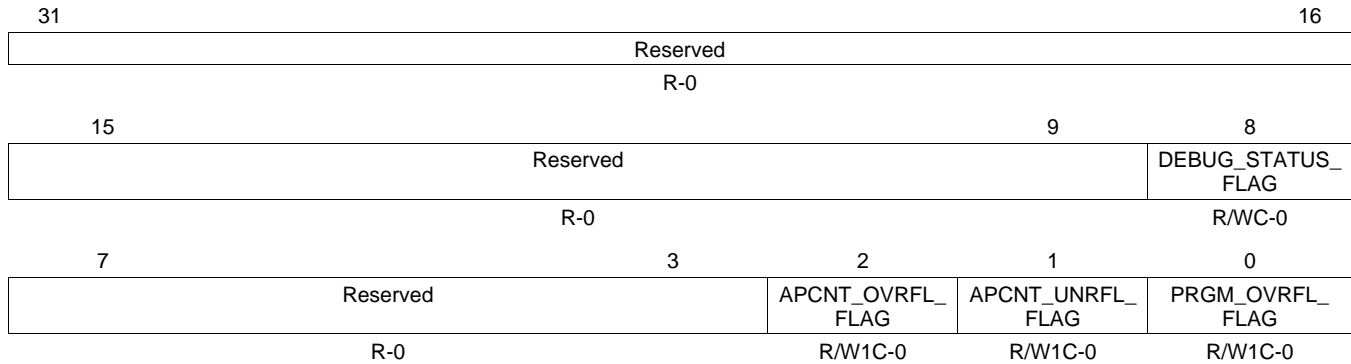 31 16
Reserved
R-0
15 9 8
Reserved DEBUG_STATUS_
FLAG
R-0 R/WC-0
7 3 2 1 0
Reserved APCNT_OVRFL_ APCNT_UNRFL_ PRGM_OVRFL_
FLAG FLAG FLAG
R-0 R/W1C-0 R/W1C-0 R/W1C-0